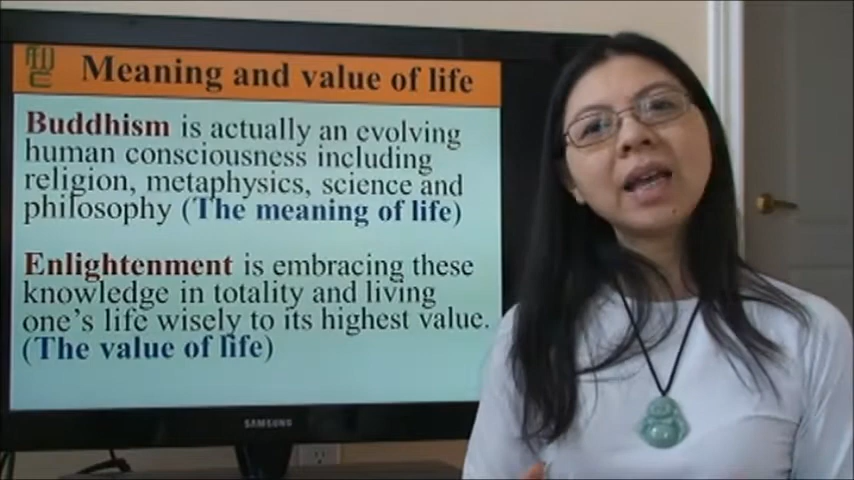 Meaning and value of life
Buddhism is actually an evolving
human consciousness including
religion, metaphysics, science and
philosophy (The meaning of life)
Enlightenment is embracing these
knowledge in totality and living
one's life wisely to its highest value.
(The value of life)
SAMSUNG